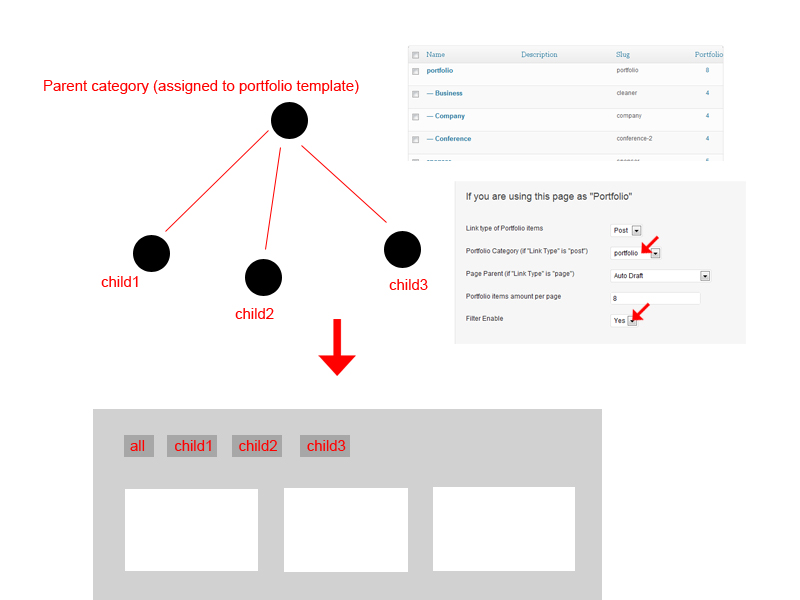 Parent category (assigned to portfolio template)
child1
child2
child3
Name Description Slug Portfolio
portfolio portfolio 8
— Business cleaner 4
— Company company 4
— Conference conference-2 4
If you are using this page as "Portfolio"
Link type of Portfolio items Post
Portfolio Category (if "Link Type" is "post") portfolio
Page Parent (if "Link Type" is "page") Auto Draft
Portfolio items amount per page 8
Filter Enable Yes
all child1 child2 child3